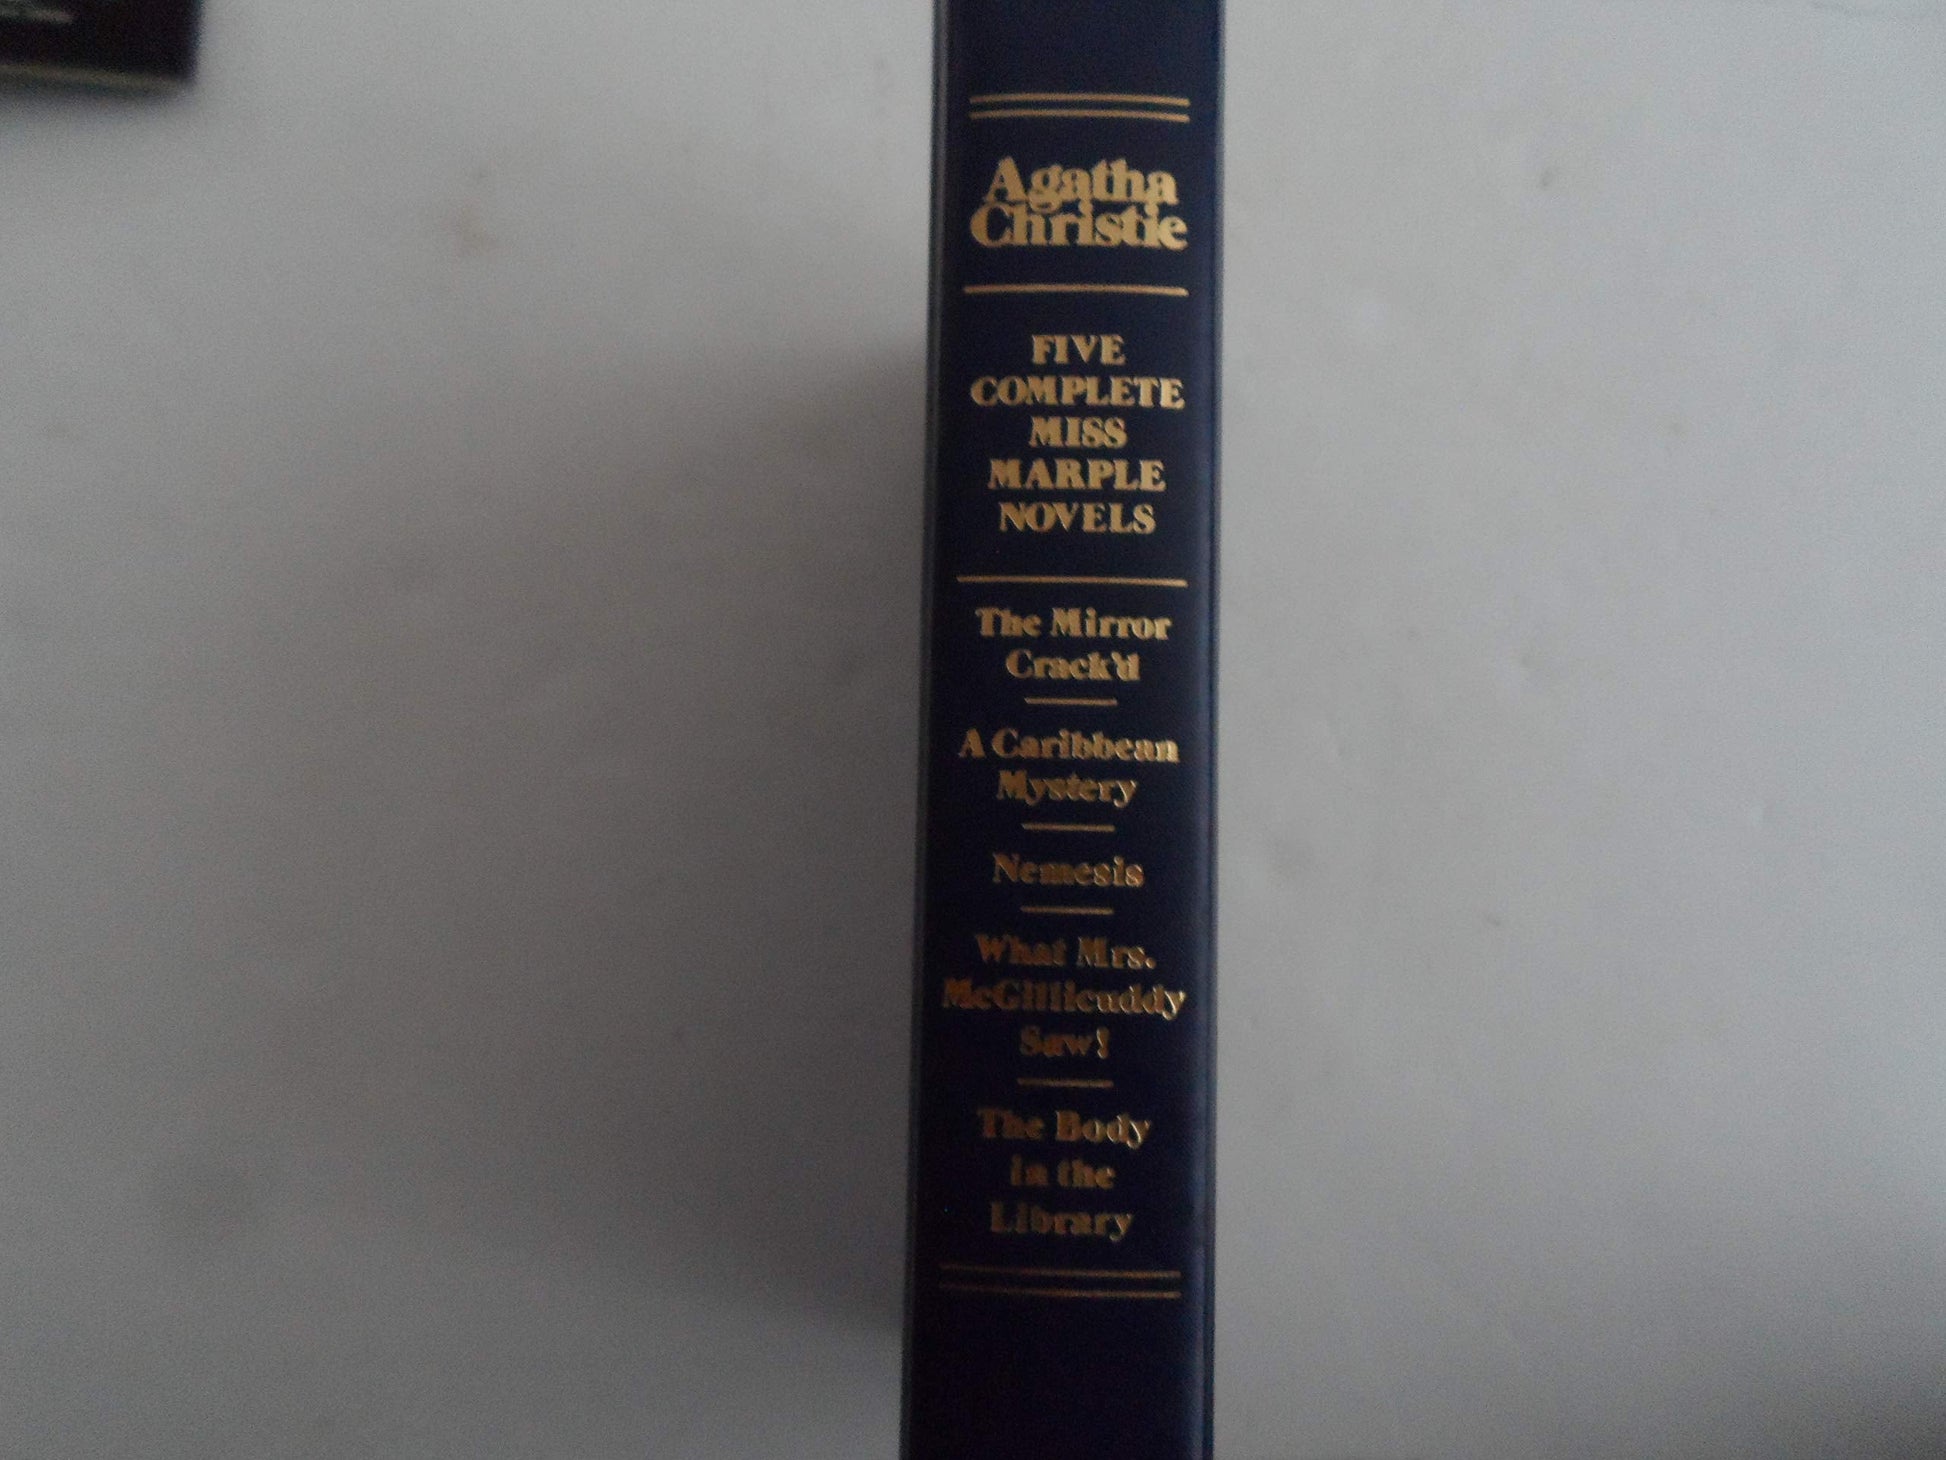 Agatha
Christie
FIVE
COMPLETE
MISS
MARPLE
NOVELS
The Mirror
Crack'd
A Caribbean
Mystery
Nemesis
What Mrs.
McGillicuddy
Saw!
The Body
in the
Library